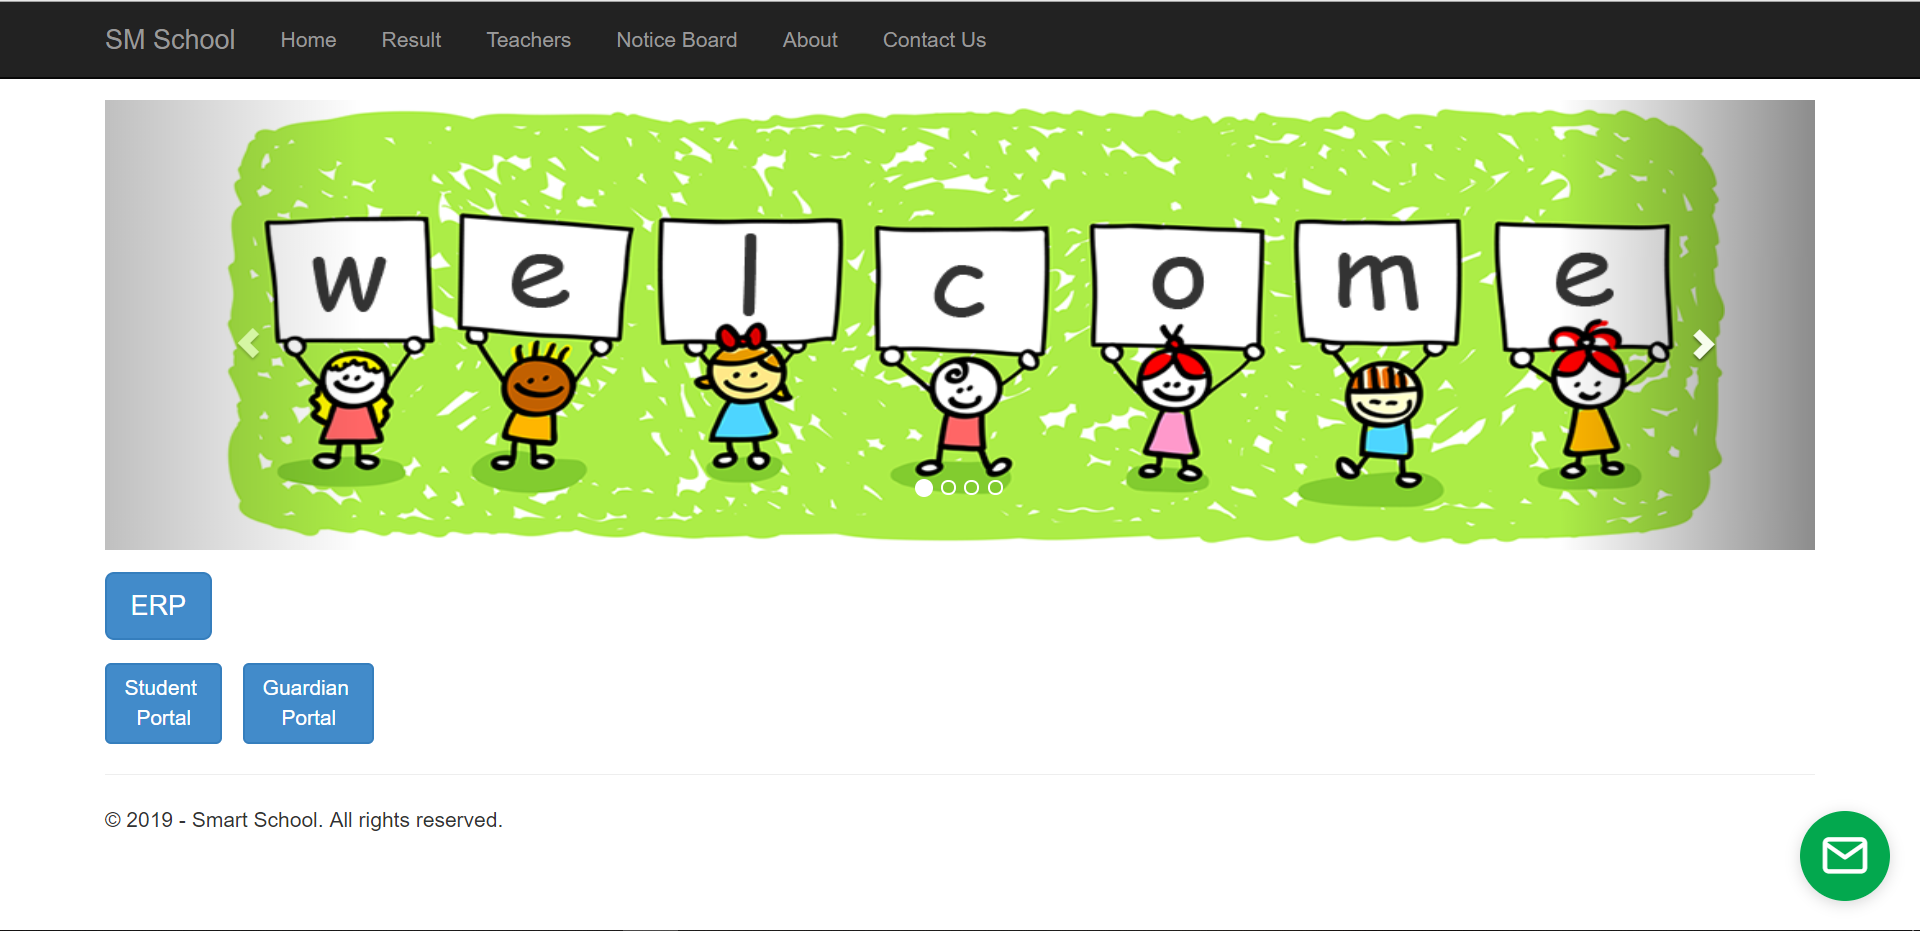 SM School Home Result Teachers Notice Board About Contact Us
w e l c o m e
ERP
Student Portal
Guardian Portal
© 2019 - Smart School. All rights reserved.